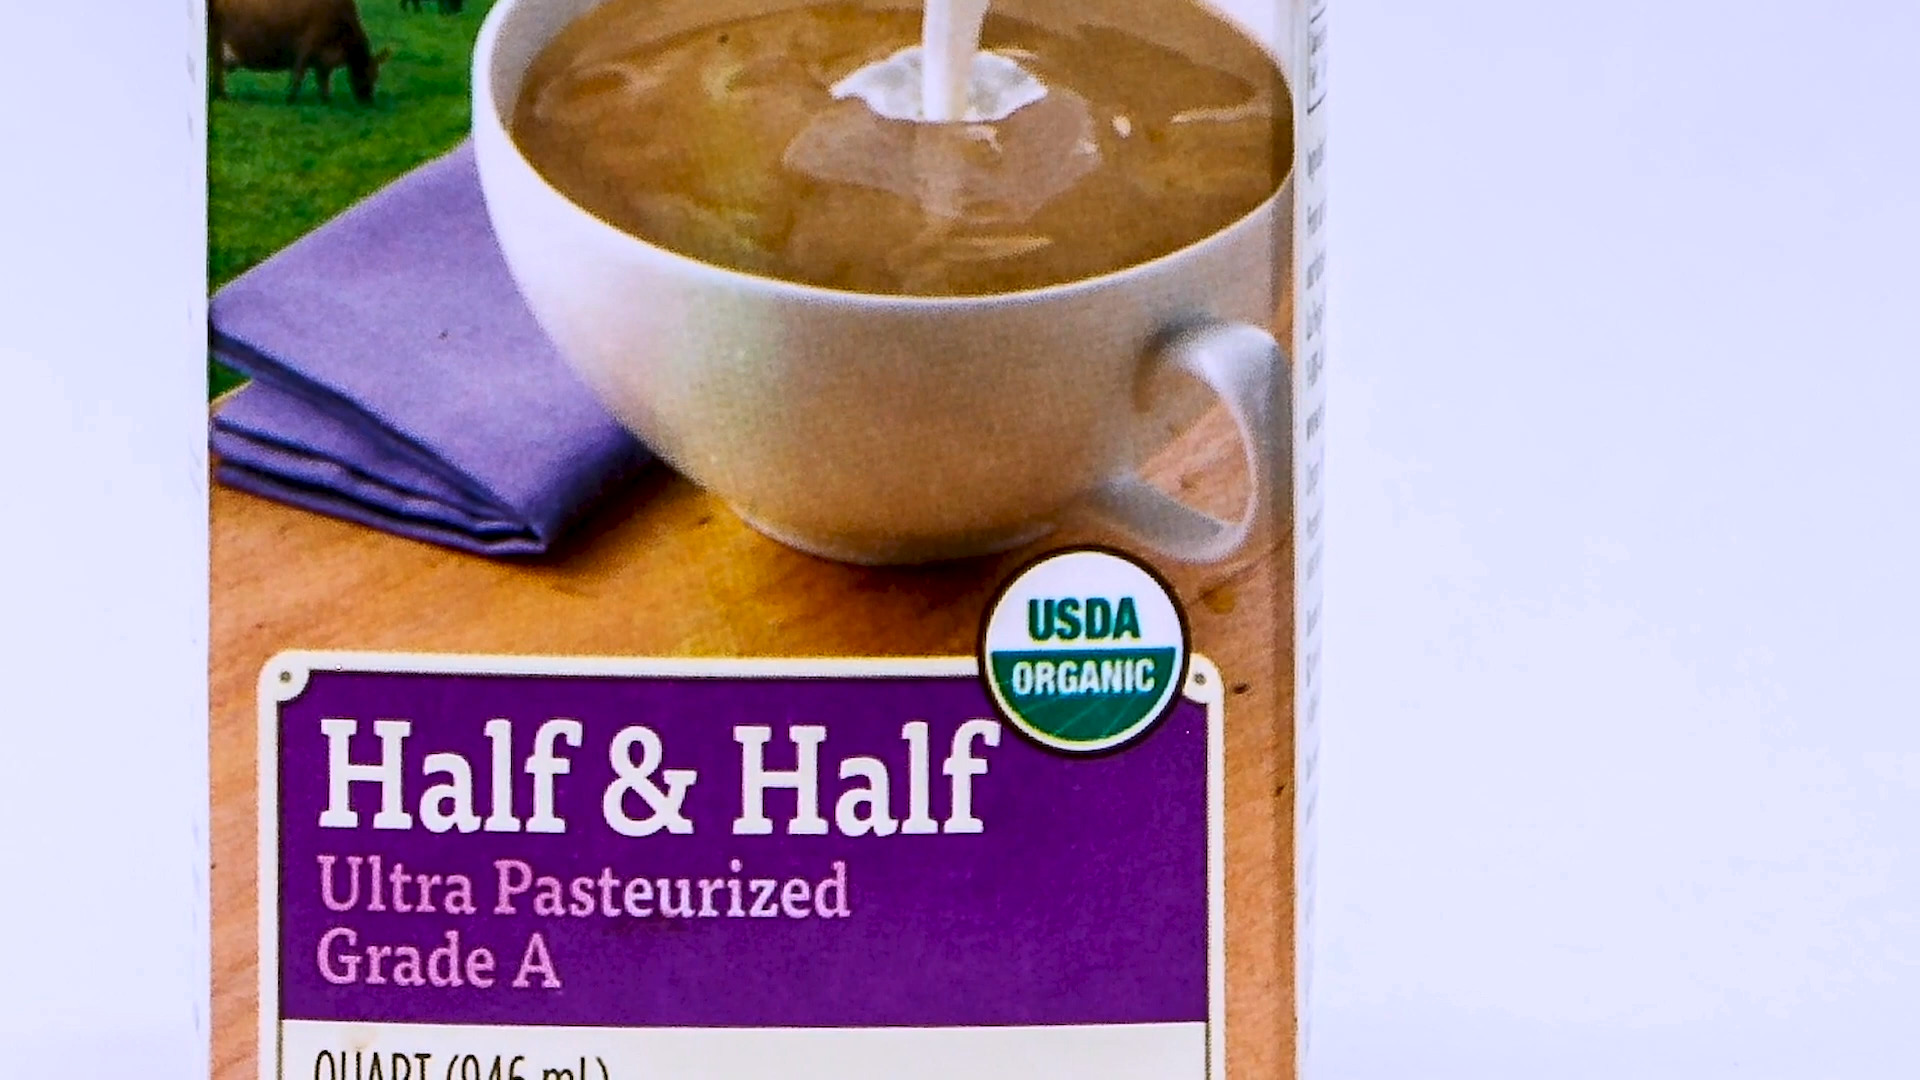 USDA
ORGANIC
Half & Half
Ultra Pasteurized
Grade A
QUART (946 mL)